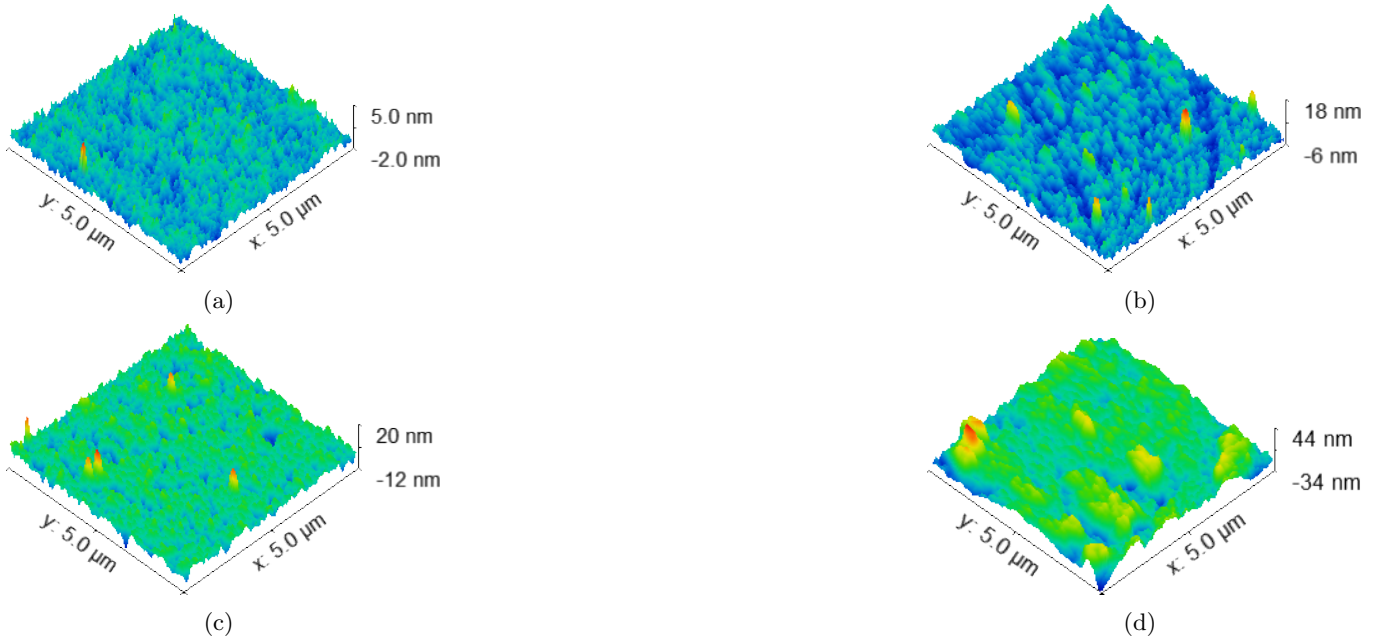 5.0 nm
-2.0 nm
y: 5.0 µm
x: 5.0 µm
(a)
18 nm
-6 nm
y: 5.0 µm
x: 5.0 µm
(b)
20 nm
-12 nm
y: 5.0 µm
x: 5.0 µm
(c)
44 nm
-34 nm
y: 5.0 µm
x: 5.0 µm
(d)